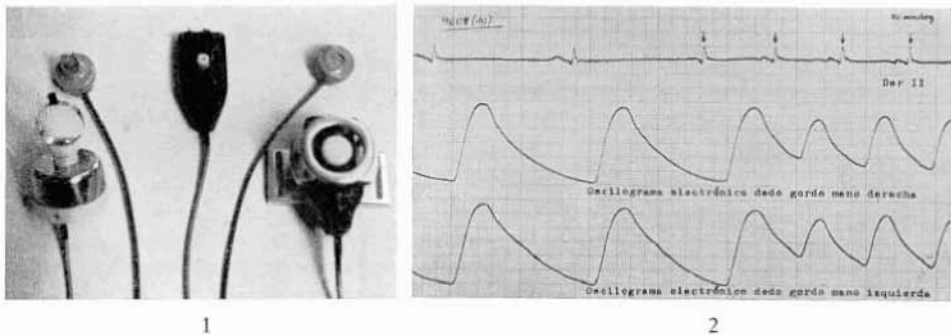 Der II
Oscilograma electrónico dedo gordo mano derecha
Oscilograma electrónico dedo gordo mano izquierda
1
2